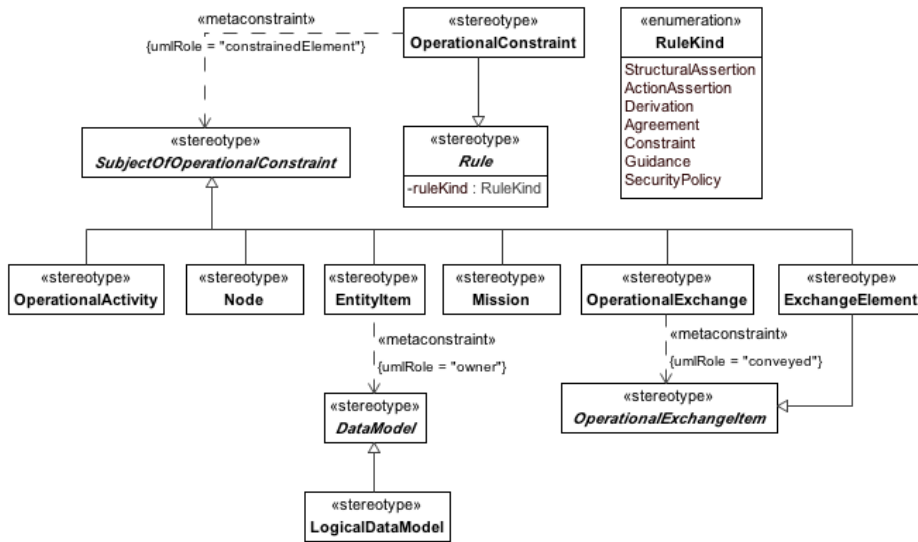 «metaconstraint»
{umlRole = "constrainedElement"}
«stereotype»
OperationalConstraint
«enumeration»
RuleKind
StructuralAssertion
ActionAssertion
Derivation
Agreement
Constraint
Guidance
SecurityPolicy
«stereotype»
SubjectOfOperationalConstraint
«stereotype»
Rule
-ruleKind : RuleKind
«stereotype»
OperationalActivity
«stereotype»
Node
«stereotype»
EntityItem
«stereotype»
Mission
«stereotype»
OperationalExchange
«stereotype»
ExchangeElement
«metaconstraint»
{umlRole = "owner"}
«metaconstraint»
{umlRole = "conveyed"}
«stereotype»
DataModel
«stereotype»
OperationalExchangeItem
«stereotype»
LogicalDataModel